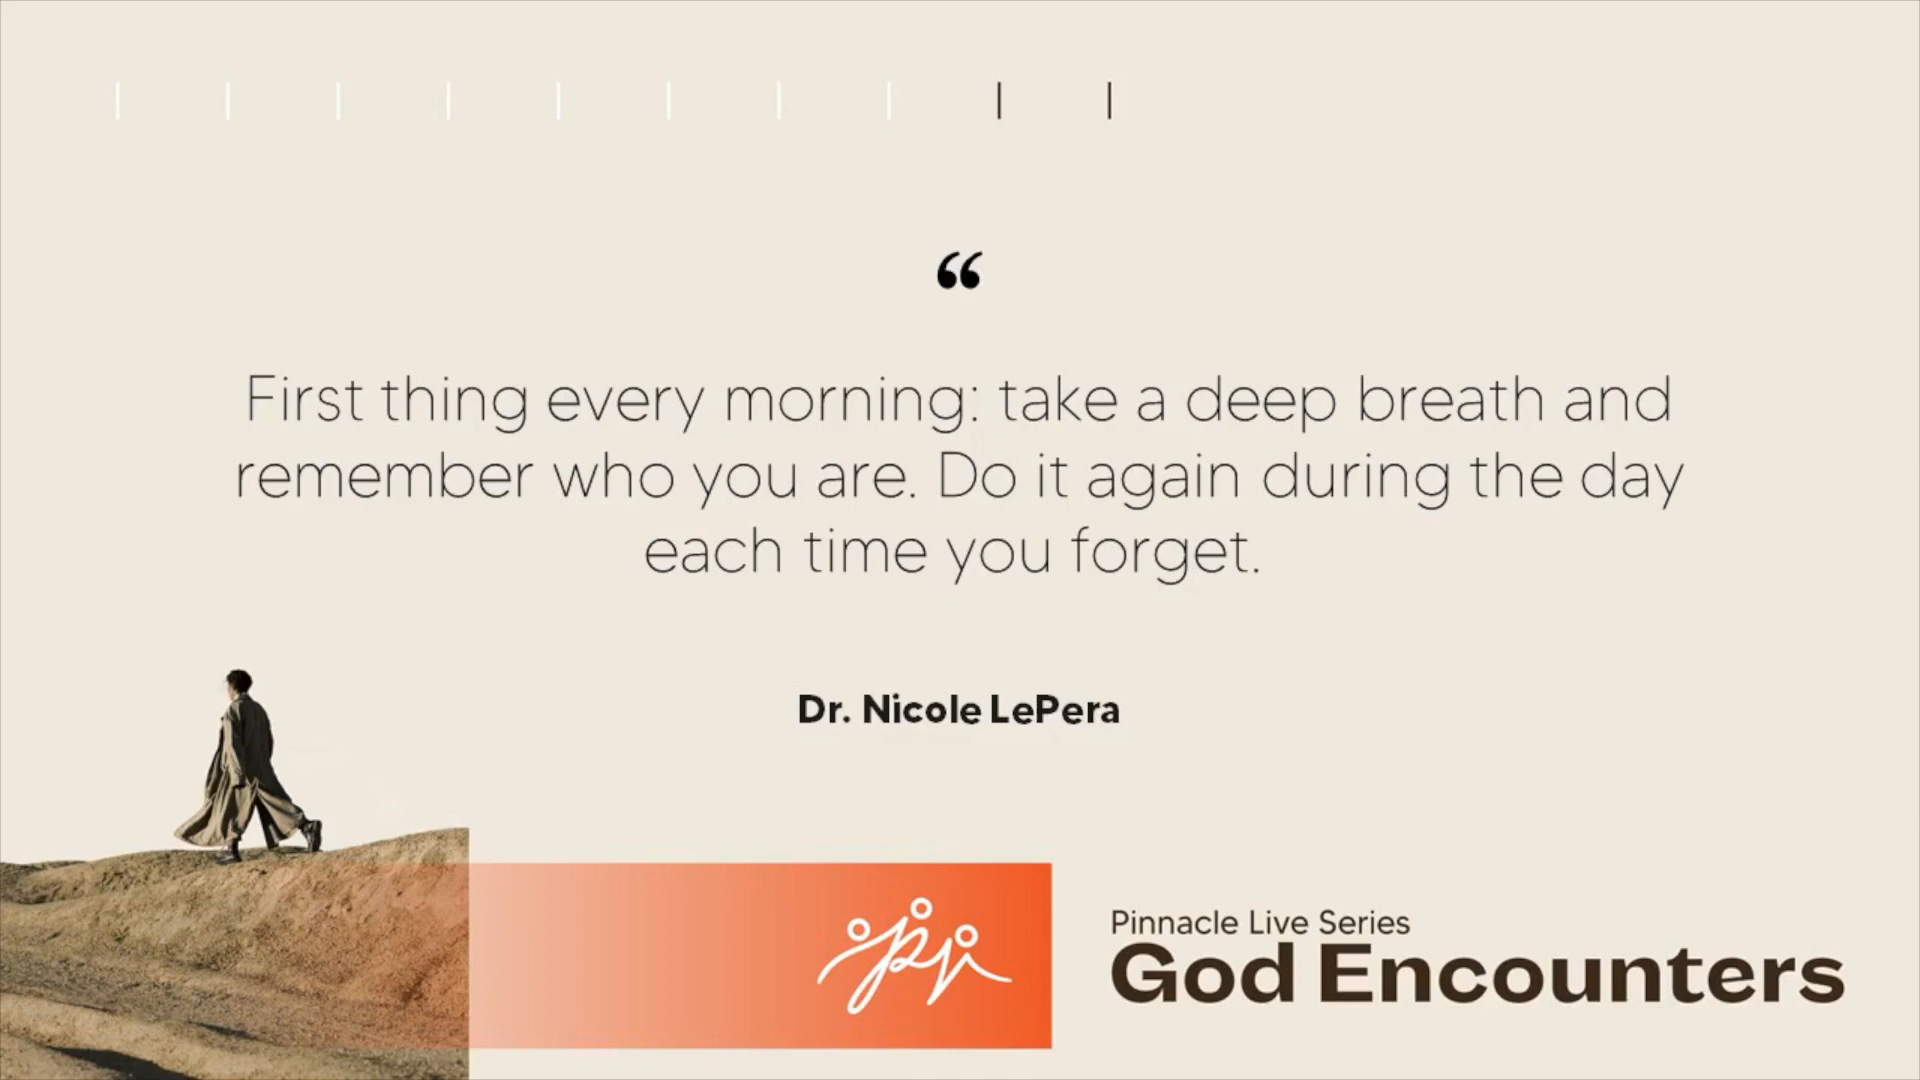 “
First thing every morning: take a deep breath and
remember who you are. Do it again during the day
each time you forget.
Dr. Nicole LePera
Pinnacle Live Series
God Encounters